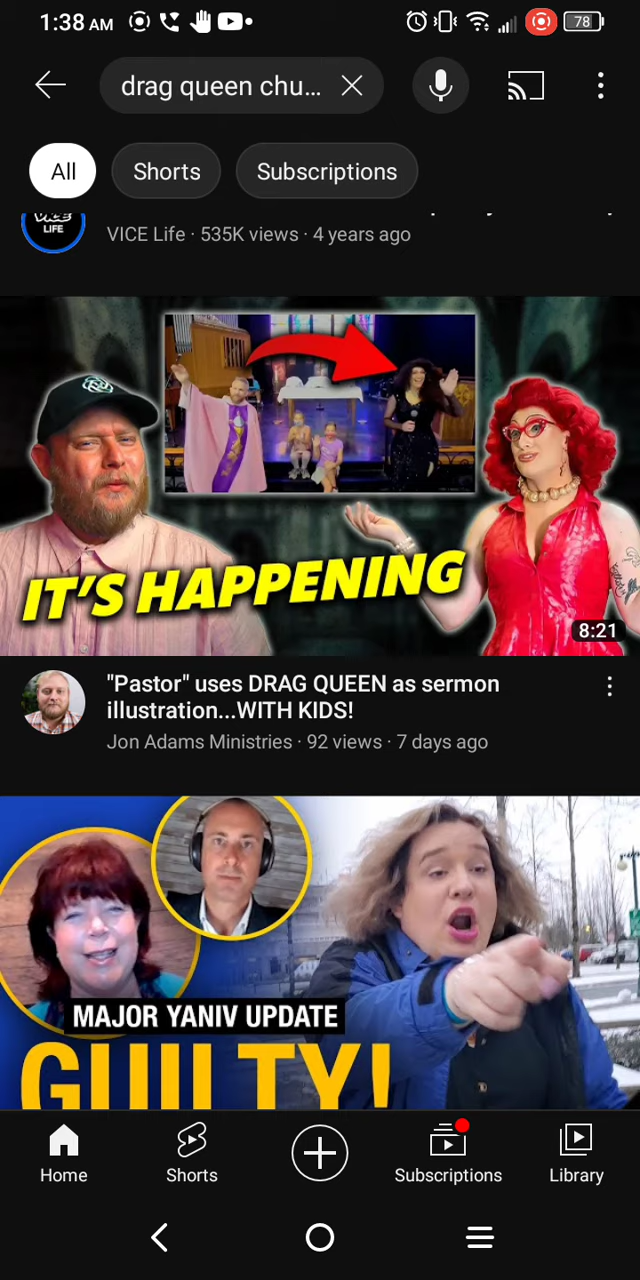 1:38 AM
78
drag queen chu...
All
Shorts
Subscriptions
VICE
LIFE
VICE Life · 535K views · 4 years ago
IT'S HAPPENING
8:21
"Pastor" uses DRAG QUEEN as sermon
illustration...WITH KIDS!
Jon Adams Ministries · 92 views · 7 days ago
MAJOR YANIV UPDATE
GUILTY!
Home
Shorts
Subscriptions
Library